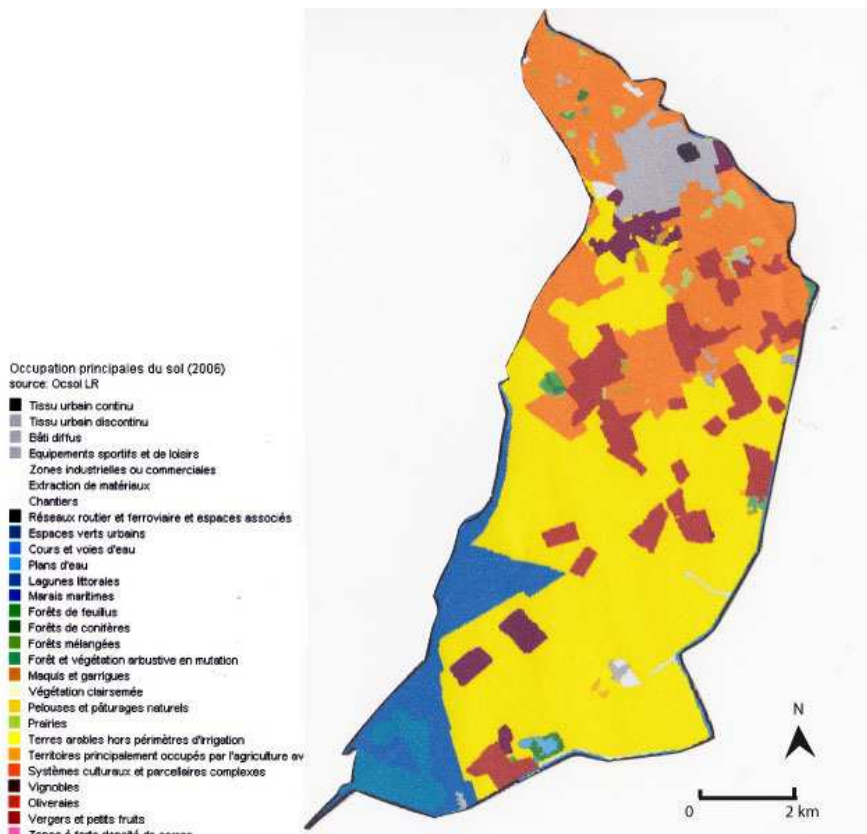 Occupation principales du sol (2006)
source: Ocsol LR
Tissu urbain continu
Tissu urbain discontinu
Bâti diffus
Equipements sportifs et de loisirs
Zones industrielles ou commerciales
Extraction de matériaux
Chantiers
Réseaux routier et ferroviaire et espaces associés
Espaces verts urbains
Cours et voies d'eau
Plans d'eau
Lagunes littorales
Marais maritimes
Forêts de feuillus
Forêts de conifères
Forêts mélangées
Forêt et végétation arbustive en mutation
Maquis et garrigues
Végétation clairsemée
Pelouses et pâturages naturels
Prairies
Terres arables hors périmètres d'irrigation
Territoires principalement occupés par l'agriculture av
Systèmes culturaux et parcellaires complexes
Vignobles
Oliveraies
Vergers et petits fruits
N
0 2 km